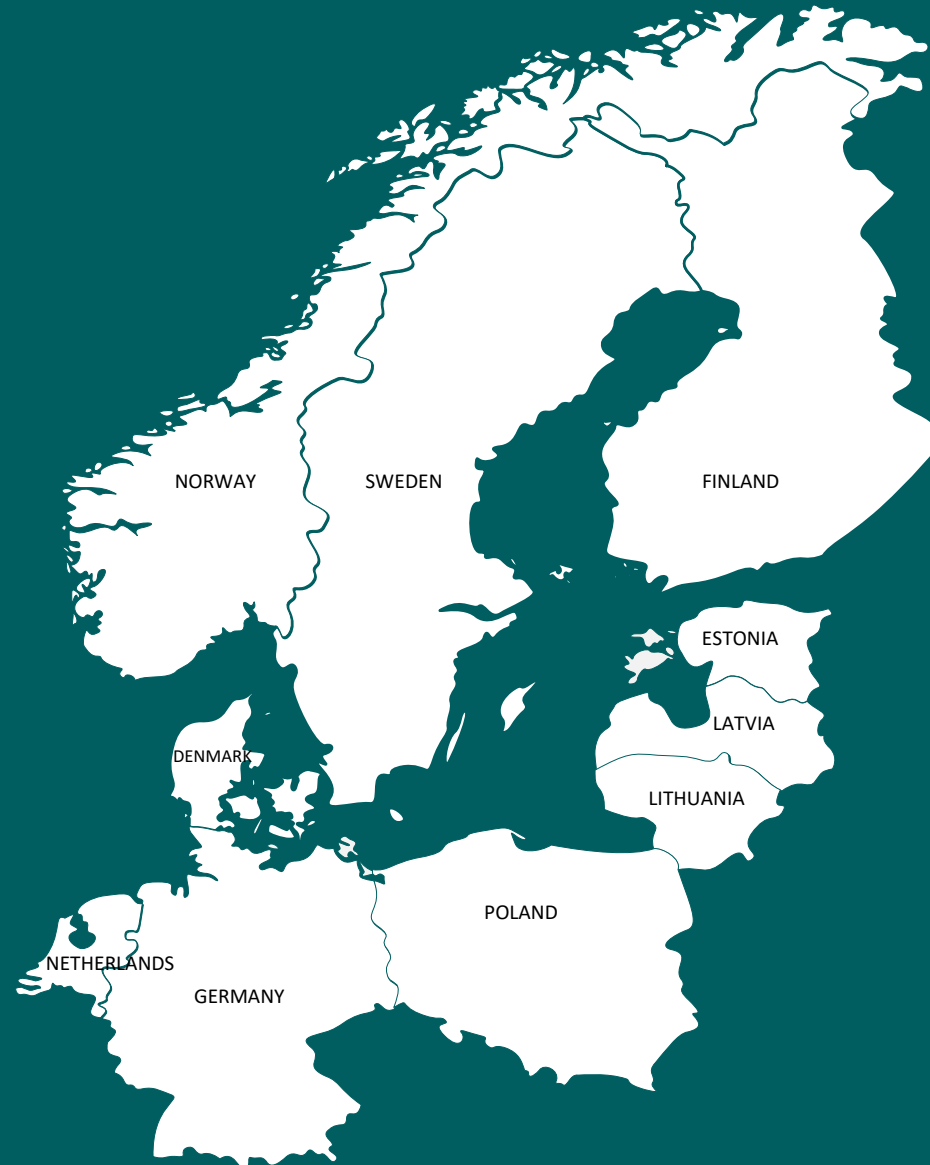 NORWAY
SWEDEN
FINLAND
ESTONIA
LATVIA
DENMARK
LITHUANIA
POLAND
NETHERLANDS
GERMANY